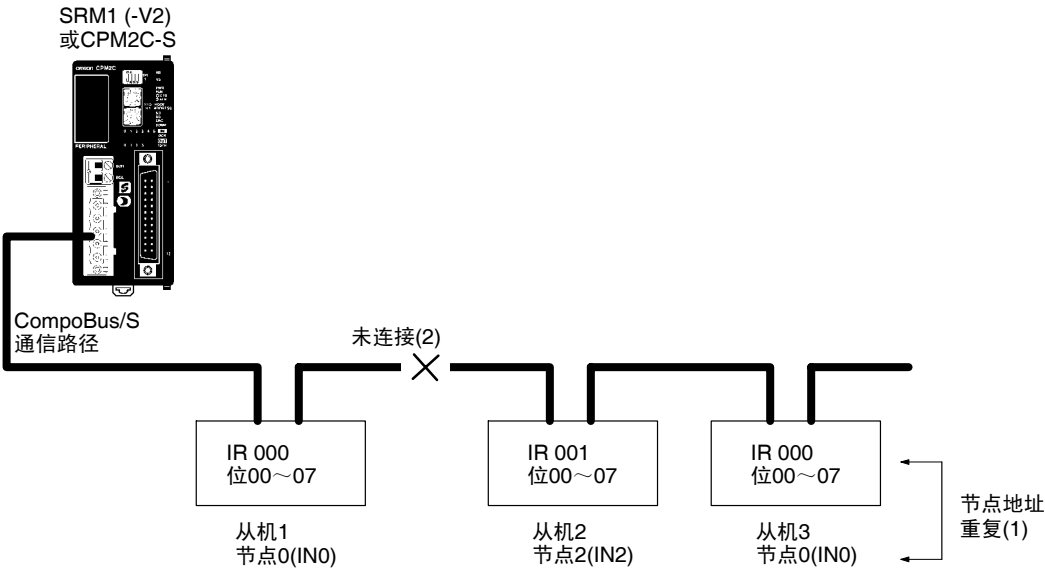 SRM1 (-V2)
或CPM2C-S
OMRON CPM2C
PERIPHERAL
CompoBus/S
通信路径
未连接(2)
IR 000
位00～07
IR 001
位00～07
IR 000
位00～07
从机1
节点0(IN0)
从机2
节点2(IN2)
从机3
节点0(IN0)
节点地址
重复(1)